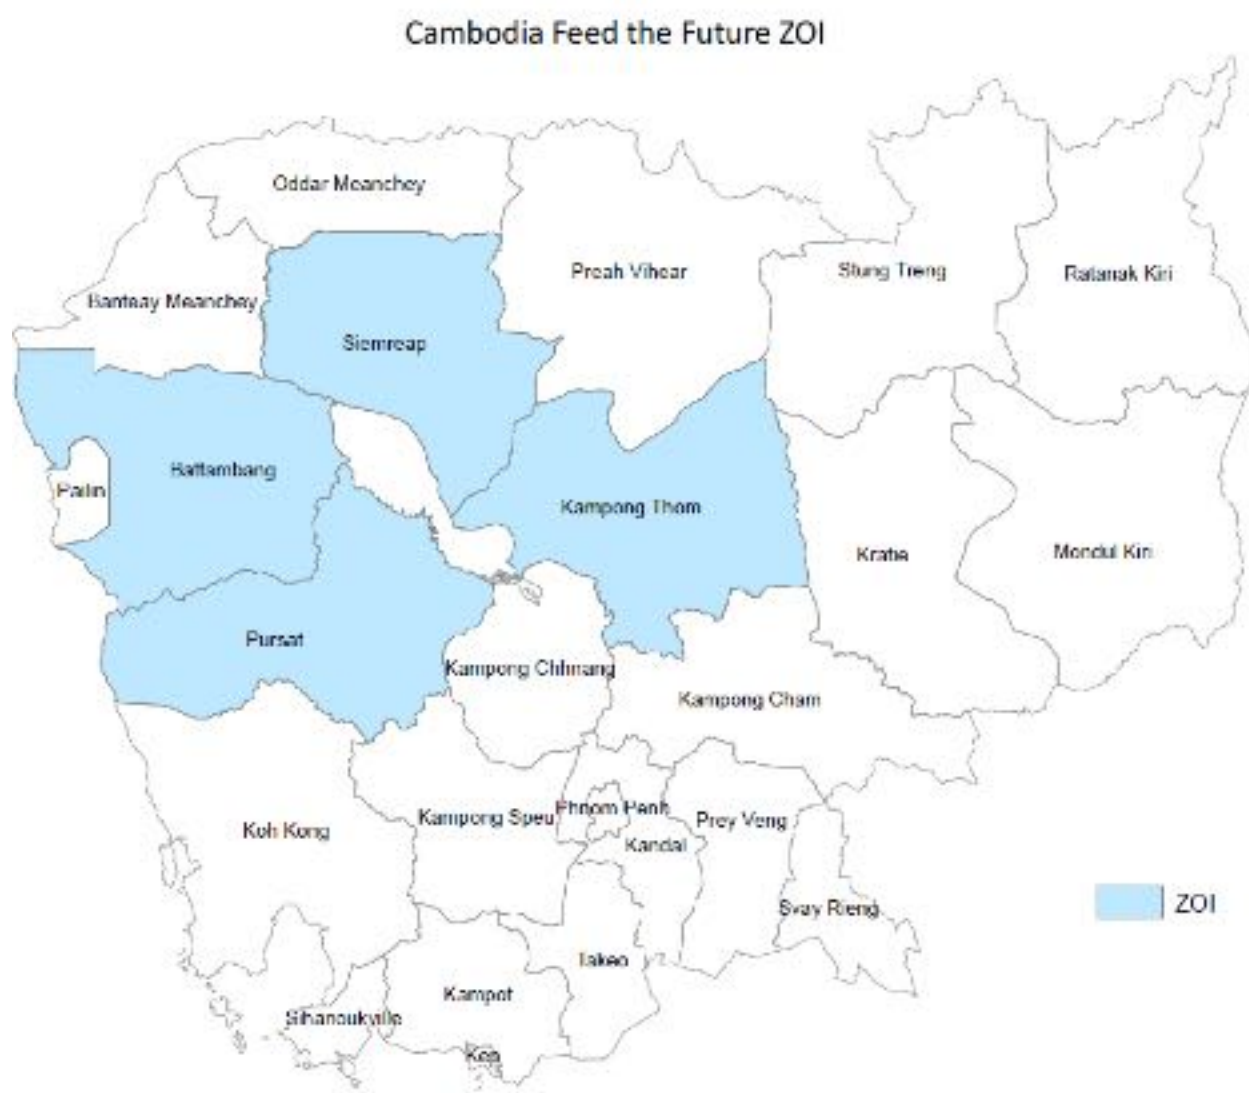 Cambodia Feed the Future ZOI
Oddar Meanchey
Preah Vihear
Stung Treng
Ratanak Kiri
Banteay Meanchey
Siemreap
Battambang
Pailin
Kampong Thom
Kratie
Mondul Kiri
Pursat
Kampong Chhnang
Kampong Cham
Koh Kong
Kampong Speu
Phnom Penh
Prey Veng
Kandal
Svay Rieng
ZOI
Takeo
Kampot
Sihanoukville
Kep